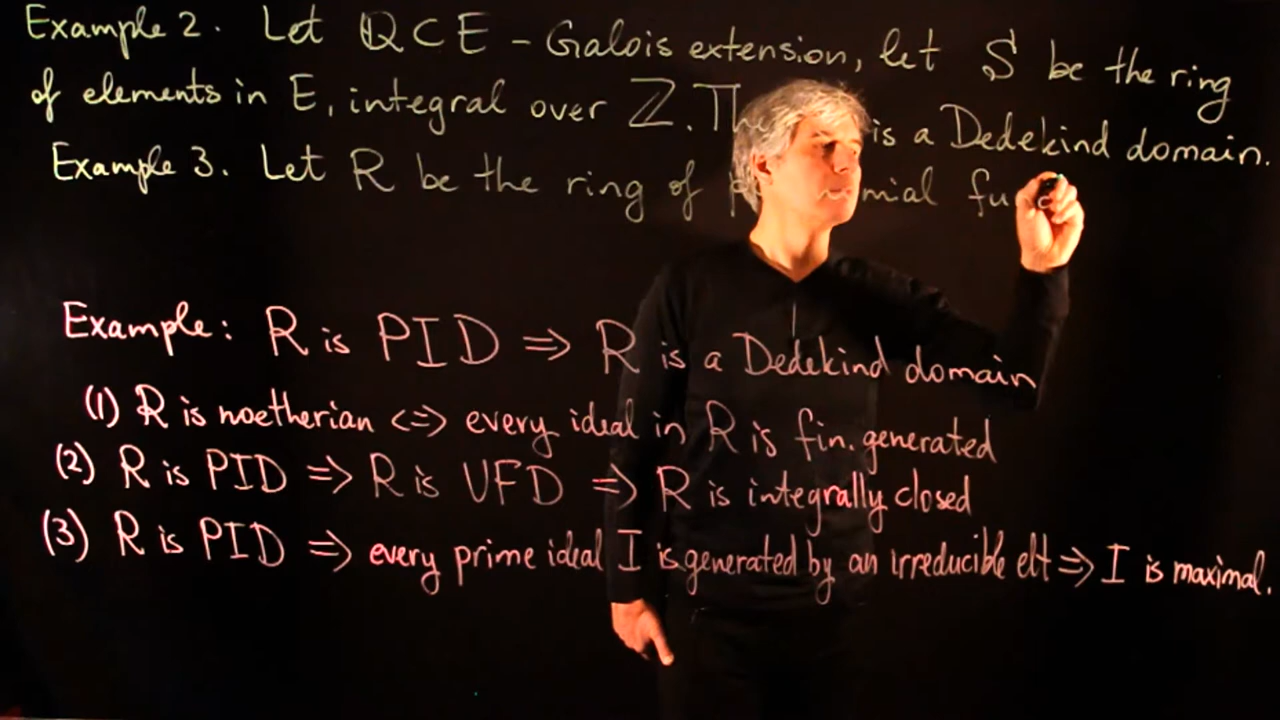 Example 2. Let ℚ ⊂ E - Galois extension, let S be the ring
of elements in E, integral over ℤ. The is a Dedekind domain.
Example 3. Let R be the ring of mial fu
Example: R is PID => R is a Dedekind domain
(1) R is noetherian <=> every ideal in R is fin. generated
(2) R is PID => R is UFD => R is integrally closed
(3) R is PID => every prime ideal I is generated by an irreducible elt => I is maximal.